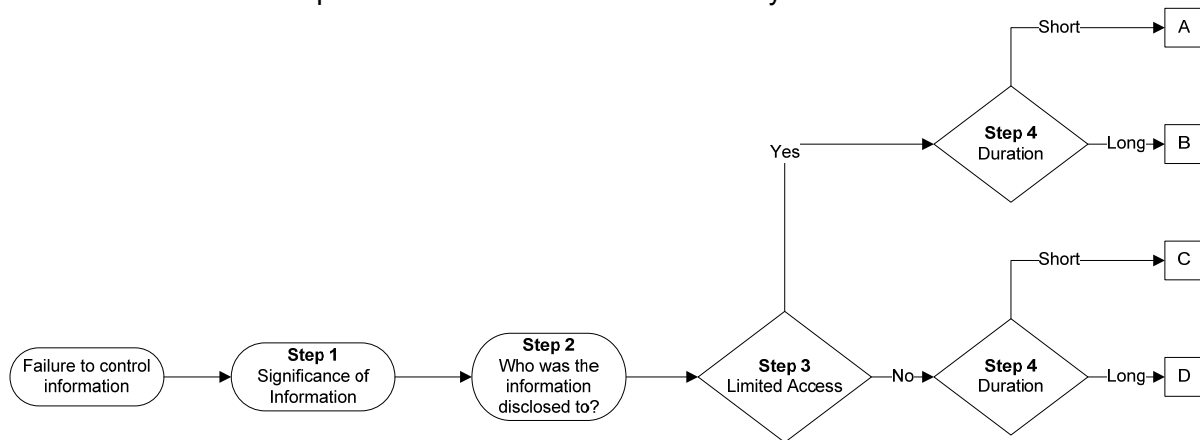 Short
A
Step 4
Duration
Long
B
Yes
Short
C
Failure to control
information
Step 1
Significance of
Information
Step 2
Who was the
information
disclosed to?
Step 3
Limited Access
No
Step 4
Duration
Long
D